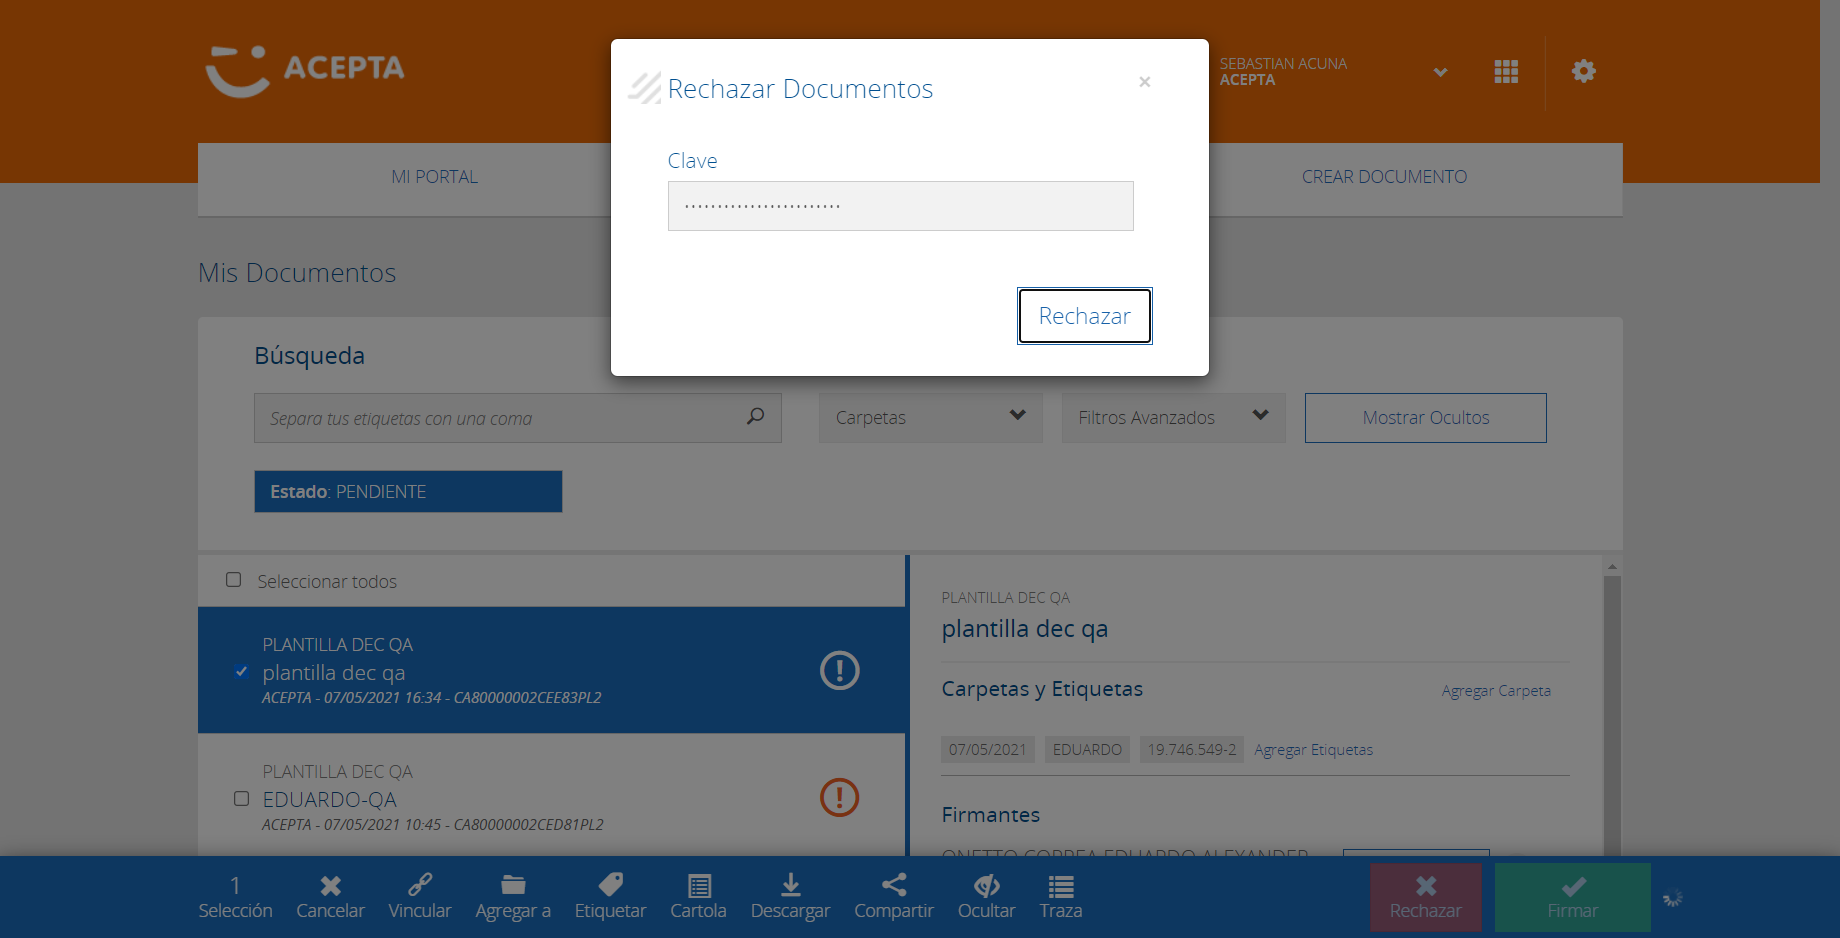 ACEPTA
SEBASTIAN ACUNA
ACEPTA
Rechazar Documentos
×
Clave
························
Rechazar
MI PORTAL
CREAR DOCUMENTO
Mis Documentos
Búsqueda
Separa tus etiquetas con una coma
Carpetas
Filtros Avanzados
Mostrar Ocultos
Estado: PENDIENTE
Seleccionar todos
PLANTILLA DEC QA
plantilla dec qa
ACEPTA - 07/05/2021 16:34 - CA80000002CEE83PL2
PLANTILLA DEC QA
EDUARDO-QA
ACEPTA - 07/05/2021 10:45 - CA80000002CED81PL2
PLANTILLA DEC QA
plantilla dec qa
Carpetas y Etiquetas
Agregar Carpeta
07/05/2021 EDUARDO 19.746.549-2 Agregar Etiquetas
Firmantes
ONETTO CORREA EDUARDO ALEXANDER
1
Selección Cancelar Vincular Agregar a Etiquetar Cartola Descargar Compartir Ocultar Traza Rechazar Firmar